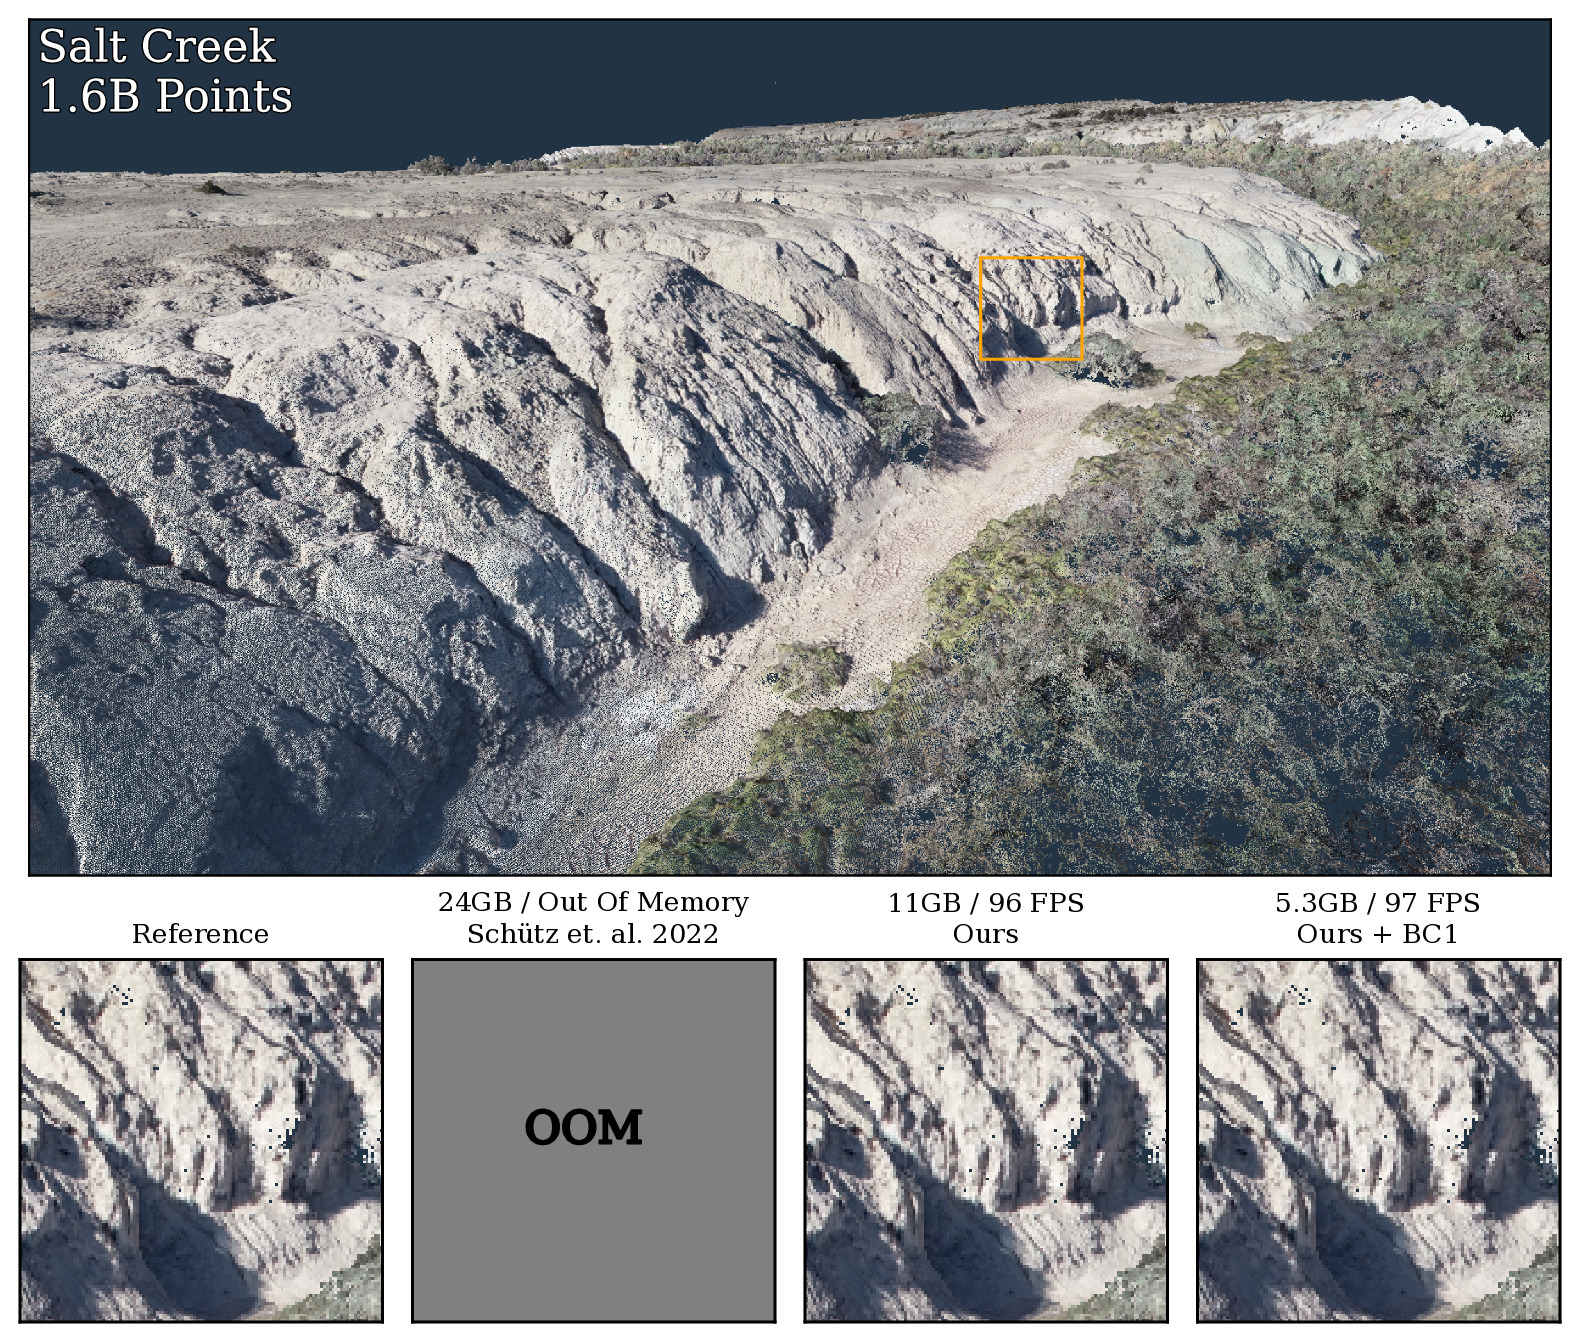 Salt Creek
1.6B Points
Reference
24GB / Out Of Memory
Schütz et. al. 2022
11GB / 96 FPS
Ours
5.3GB / 97 FPS
Ours + BC1
OOM